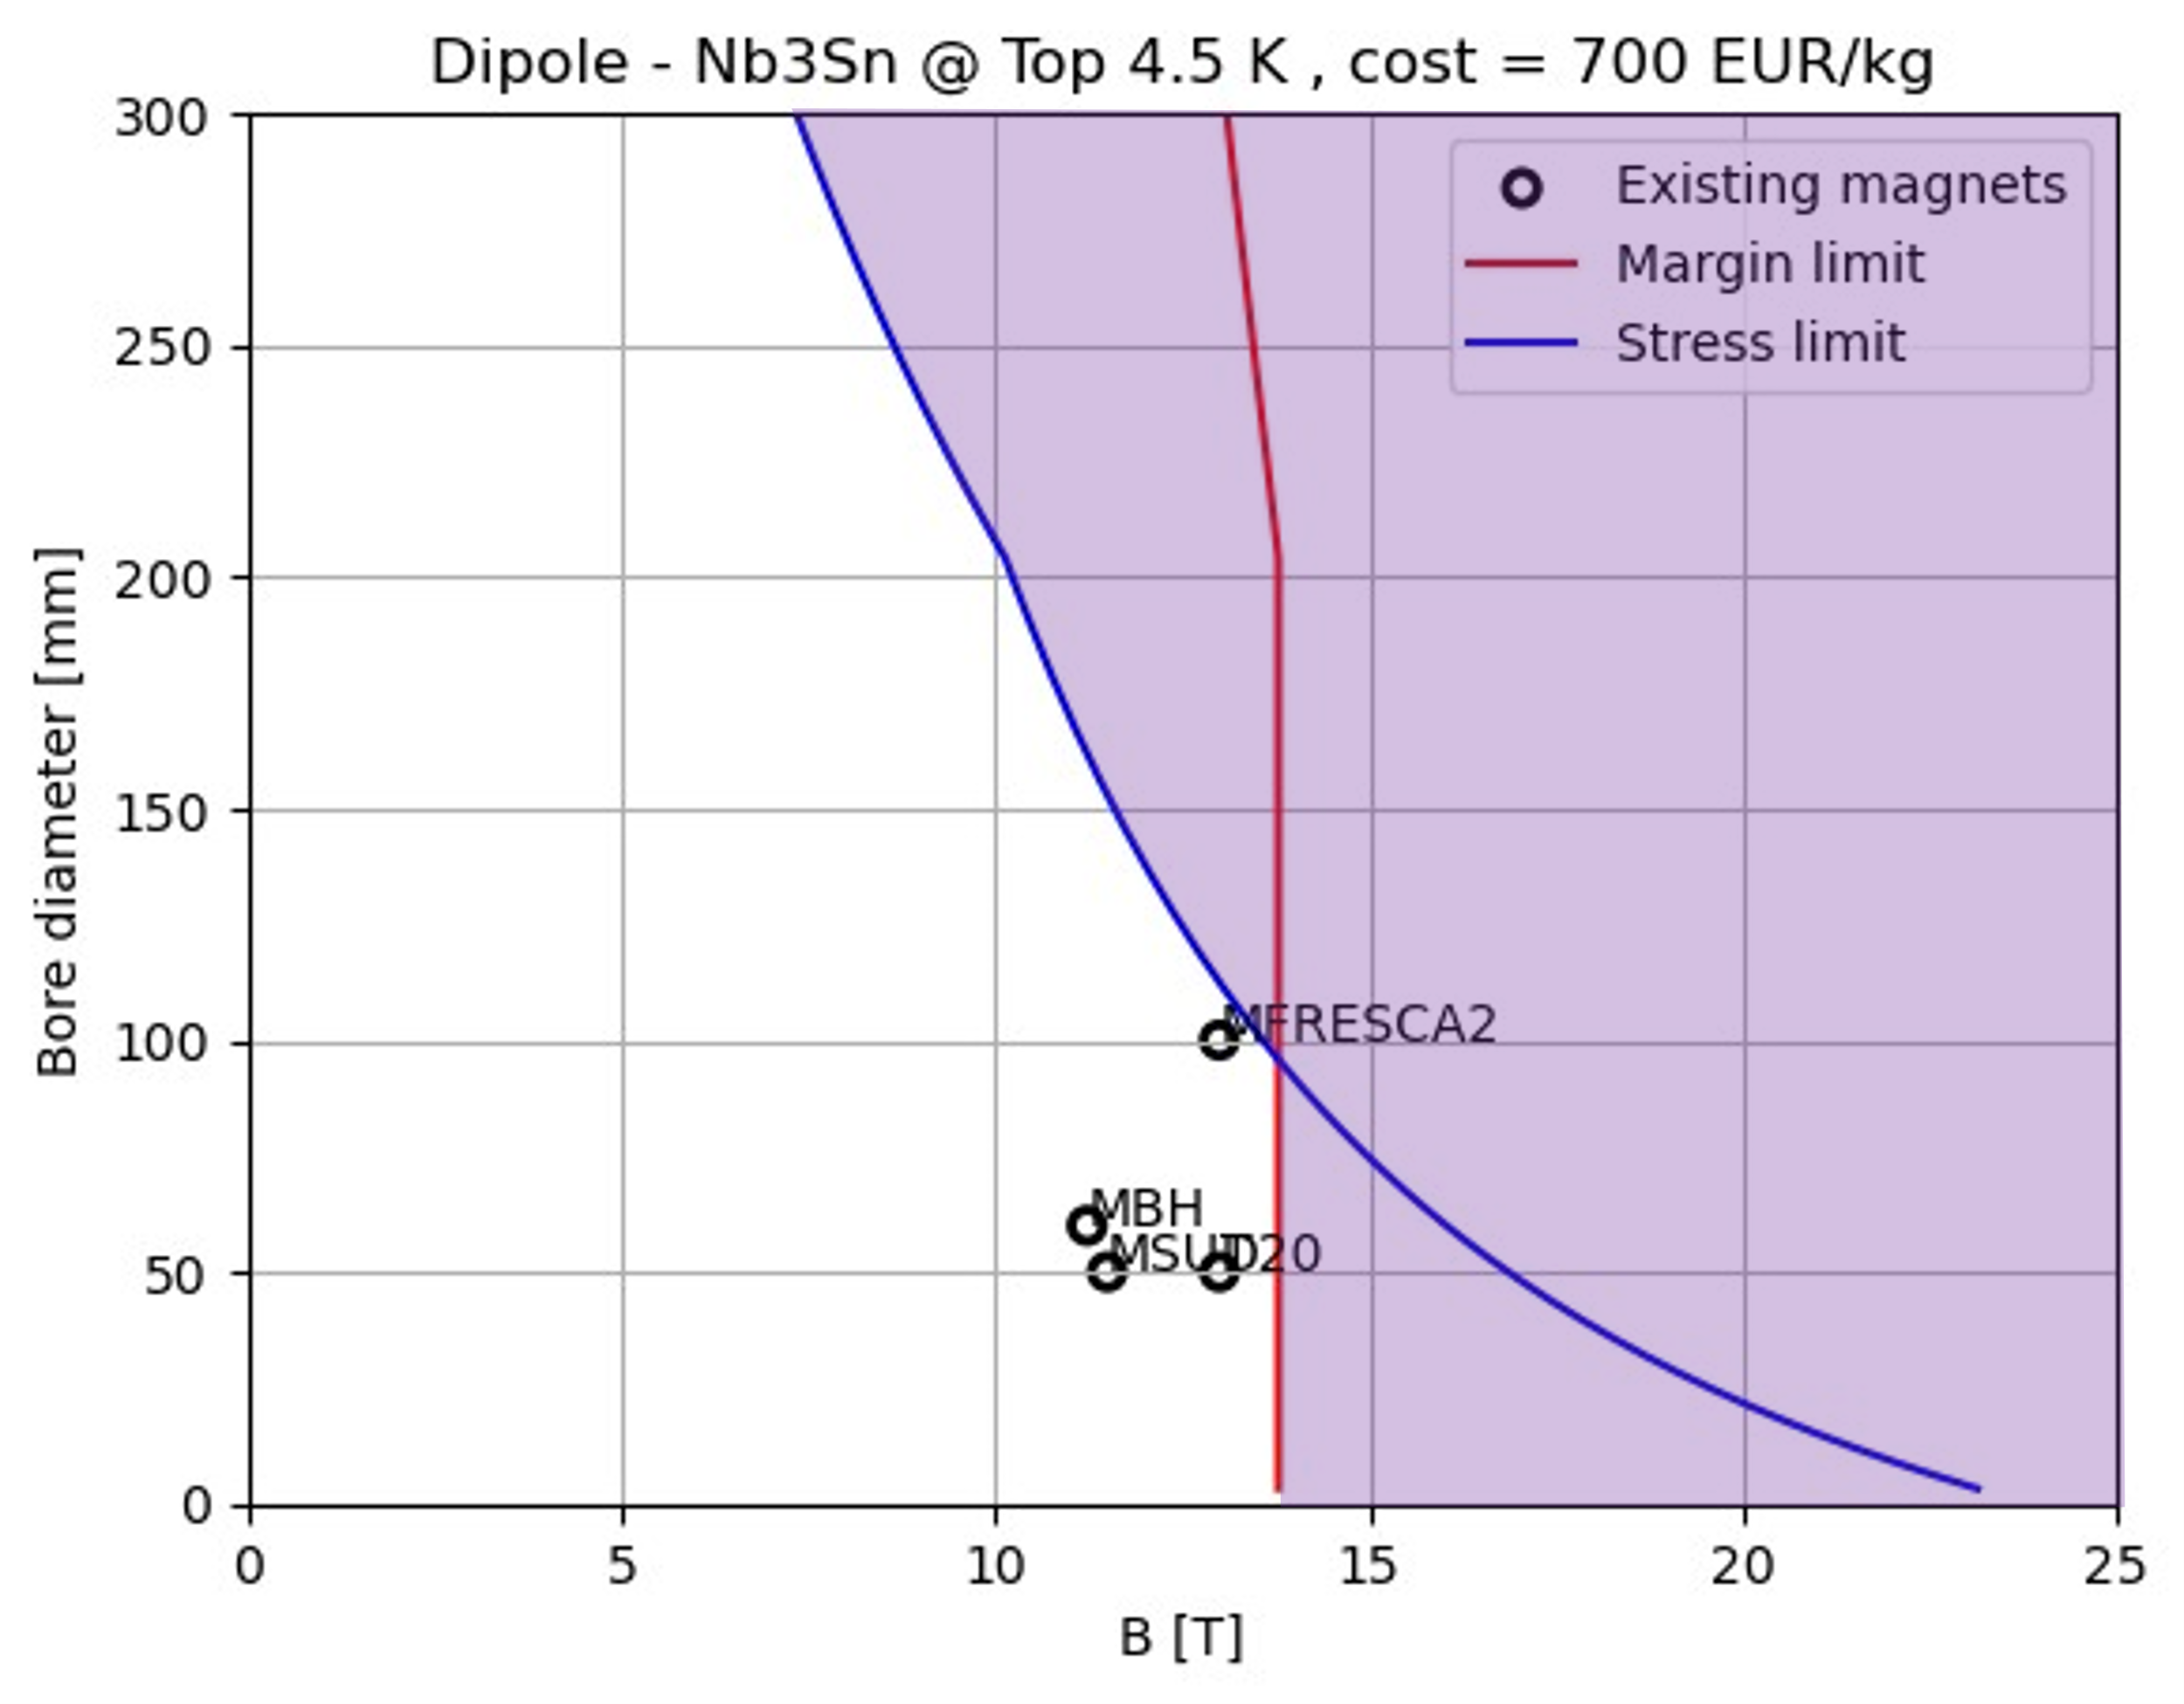 Dipole - Nb3Sn @ Top 4.5 K , cost = 700 EUR/kg
Existing magnets
Margin limit
Stress limit
Bore diameter [mm]
300
250
200
150
100
50
0
MFRESCA2
MBH
MSUT
D20
0 5 10 15 20 25
B [T]